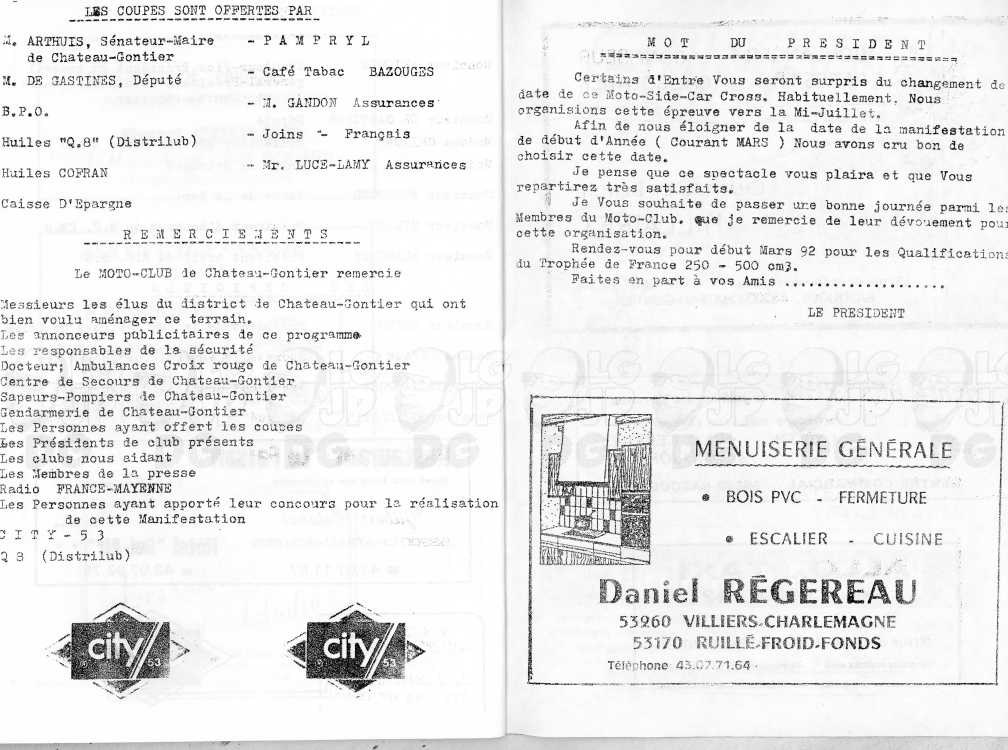 LES COUPES SONT OFFERTES PAR
M. ARTHUIS, Sénateur-Maire
de Chateau-Gontier
M. DE GASTINES, Député
B.P.O.
Huiles "Q.8" (Distrilub)
Huiles COFRAN
Caisse D'Epargne
- P A M P R Y L
- Café Tabac BAZOUGES
- M. GANDON Assurances
- Joins - Français
- Mr. LUCE-LAMY Assurances
R E M E R C I E M E N T S
Le MOTO-CLUB de Chateau-Gontier remercie
Messieurs les élus du district de Chateau-Gontier qui ont
bien voulu aménager ce terrain.
Les annonceurs publicitaires de ce programme
Les responsables de la sécurité
Docteur; Ambulances Croix rouge de Chateau-Gontier
Centre de Secours de Chateau-Gontier
Sapeurs-Pompiers de Chateau-Gontier
Gendarmerie de Chateau-Gontier
Les Personnes ayant offert les coupes
Les Présidents de club présents
Les clubs nous aidant
Les Membres de la presse
Radio FRANCE-MAYENNE
Les Personnes ayant apporté leur concours pour la réalisation
de cette Manifestation
C I T Y - 5 3
Q 8 (Distrilub)
city 53
city 53
M O T DU P R E S I D E N T
Certains d'Entre Vous seront surpris du changement de
date de ce Moto-Side-Car Cross. Habituellement. Nous
organisions cette épreuve vers la Mi-Juillet.
Afin de nous éloigner de la date de la manifestation
de début d'Année ( Courant MARS ) Nous avons cru bon de
choisir cette date.
Je pense que ce spectacle vous plaira et que Vous
repartirez très satisfaits.
Je Vous souhaite de passer une bonne journée parmi les
Membres du Moto-Club. que je remercie de leur dévouement pour
cette organisation.
Rendez-vous pour début Mars 92 pour les Qualifications
du Trophée de France 250 - 500 cm3.
Faites en part à vos Amis ....................
LE PRESIDENT
MENUISERIE GÉNÉRALE
• BOIS PVC - FERMETURE
• ESCALIER - CUISINE
Daniel RÉGEREAU
53260 VILLIERS-CHARLEMAGNE
53170 RUILLÉ-FROID-FONDS
Téléphone 43.07.71.64